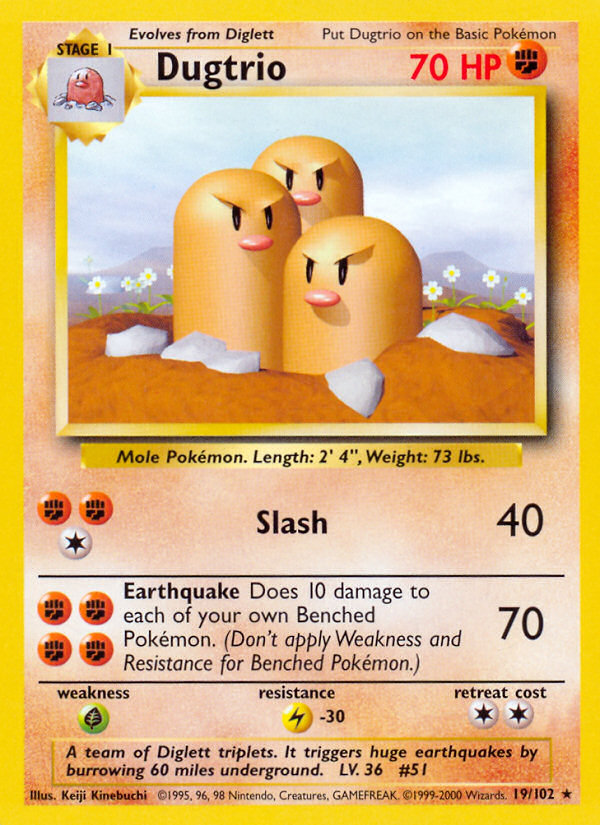 Evolves from Diglett
Put Dugtrio on the Basic Pokémon
STAGE 1
Dugtrio
70 HP
Mole Pokémon. Length: 2' 4", Weight: 73 lbs.
Slash
40
Earthquake Does 10 damage to
each of your own Benched
Pokémon. (Don't apply Weakness and
Resistance for Benched Pokémon.)
70
weakness
resistance
retreat cost
-30
A team of Diglett triplets. It triggers huge earthquakes by
burrowing 60 miles underground. LV. 36 #51
Illus. Keiji Kinebuchi ©1995, 96, 98 Nintendo, Creatures, GAMEFREAK. ©1999-2000 Wizards. 19/102 ★